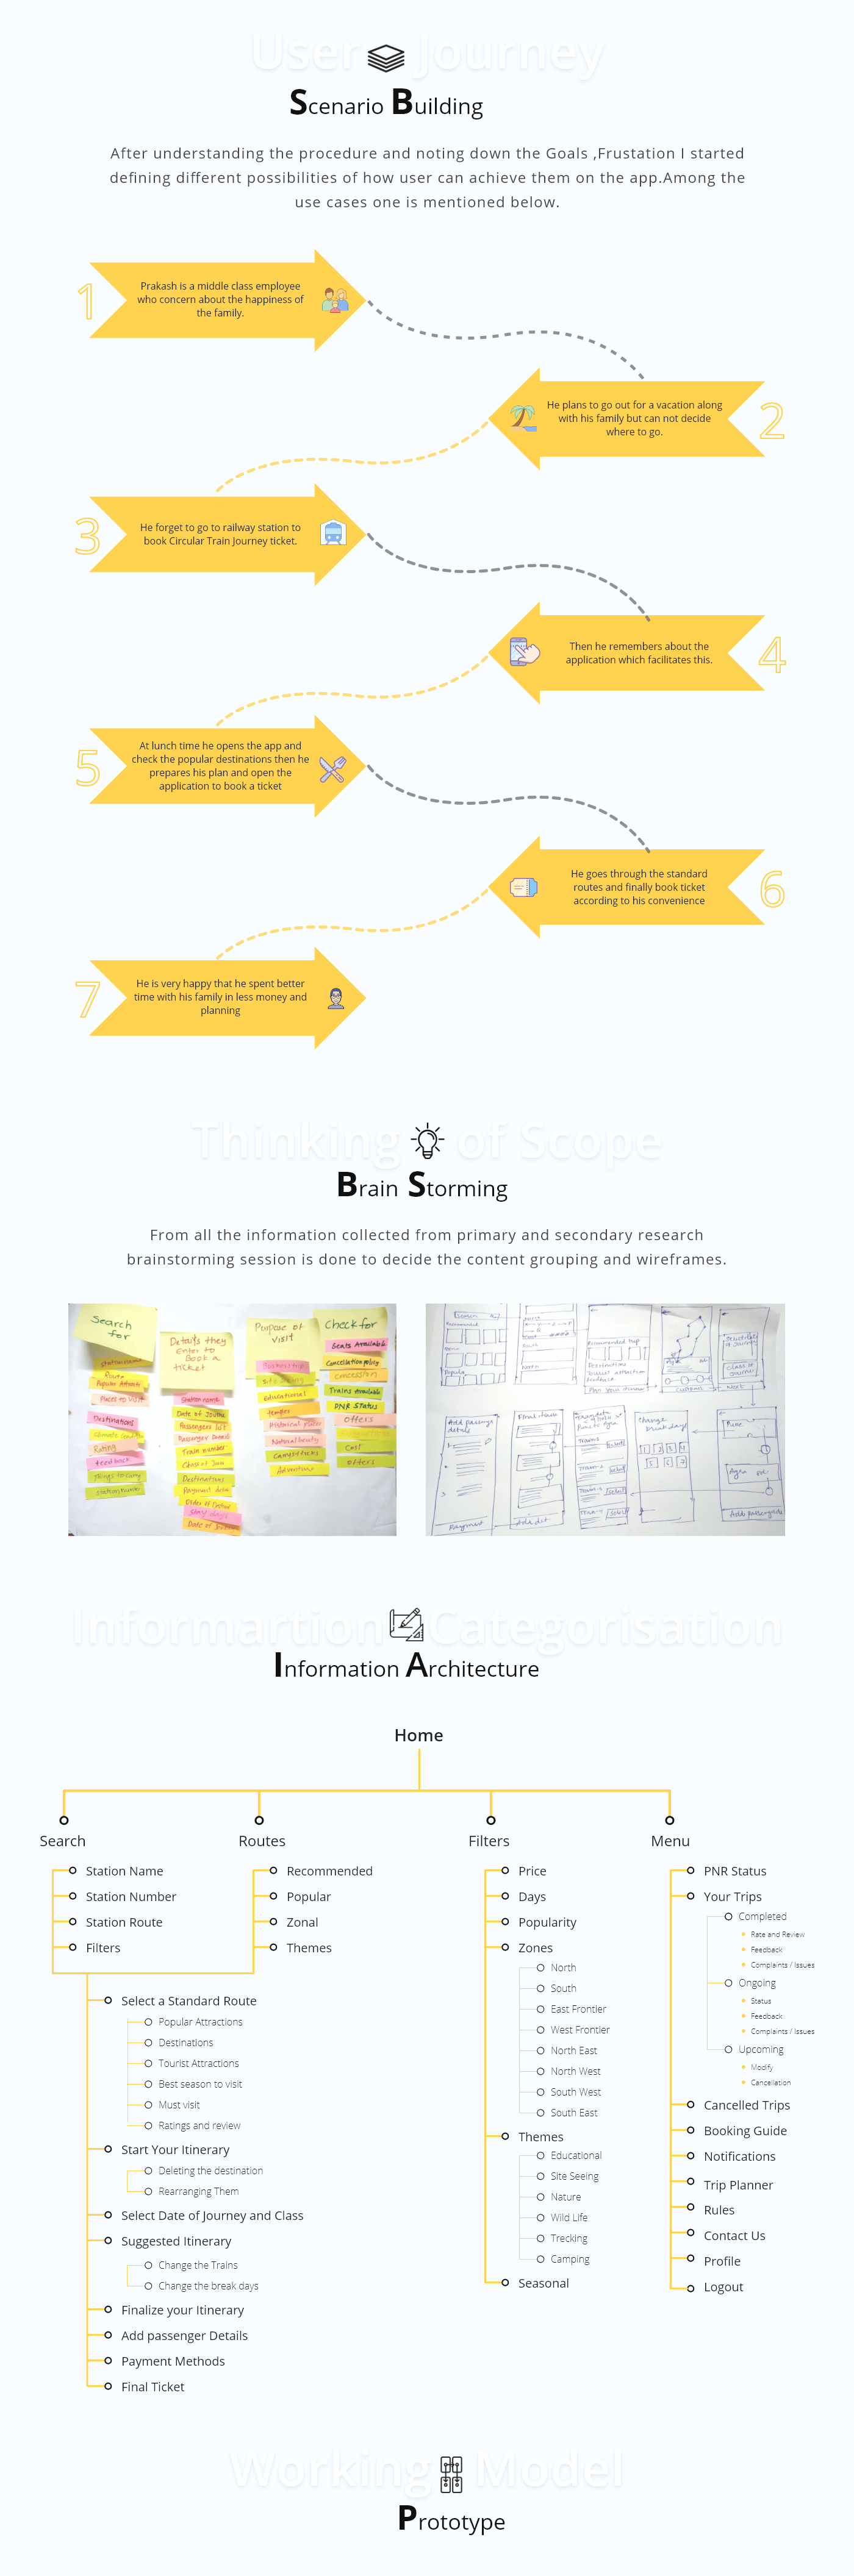 User Journey
Scenario Building
After understanding the procedure and noting down the Goals ,Frustation I started
defining different possibilities of how user can achieve them on the app.Among the
use cases one is mentioned below.
1
Prakash is a middle class employee
who concern about the happiness of
the family.
2
He plans to go out for a vacation along
with his family but can not decide
where to go.
3
He forget to go to railway station to
book Circular Train Journey ticket.
4
Then he remembers about the
application which facilitates this.
5
At lunch time he opens the app and
check the popular destinations then he
prepares his plan and open the
application to book a ticket
6
He goes through the standard
routes and finally book ticket
according to his convenience
7
He is very happy that he spent better
time with his family in less money and
planning
Thinking of Scope
Brain Storming
From all the information collected from primary and secondary research
brainstorming session is done to decide the content grouping and wireframes.
Search
for
Places to Visit
Destinations
Rating
feedback
Details they
Enter to
Book a
ticket
Station name
Train number
Destinations
Purpose of
Visit
educational
temples
Natural beauty
Adventure
Check for
Seats Available
Cancellation policy
Trains available
PNR Status
offers
Cost
offers
Recommended
Popular
North
Add passenger
details
Payment
Change
break days
Informartion Categorisation
Information Architecture
Home
Search
Station Name
Station Number
Station Route
Filters
Routes
Recommended
Popular
Zonal
Themes
Select a Standard Route
Popular Attractions
Destinations
Tourist Attractions
Best season to visit
Must visit
Ratings and review
Start Your Itinerary
Deleting the destination
Rearranging Them
Select Date of Journey and Class
Suggested Itinerary
Change the Trains
Change the break days
Finalize your Itinerary
Add passenger Details
Payment Methods
Final Ticket
Filters
Price
Days
Popularity
Zones
North
South
East Frontier
West Frontier
North East
North West
South West
South East
Themes
Educational
Site Seeing
Nature
Wild Life
Trecking
Camping
Seasonal
Menu
PNR Status
Your Trips
Completed
Rate and Review
Feedback
Complaints / Issues
Ongoing
Status
Feedback
Complaints / Issues
Upcoming
Modify
Cancellation
Cancelled Trips
Booking Guide
Notifications
Trip Planner
Rules
Contact Us
Profile
Logout
Working Model
Prototype